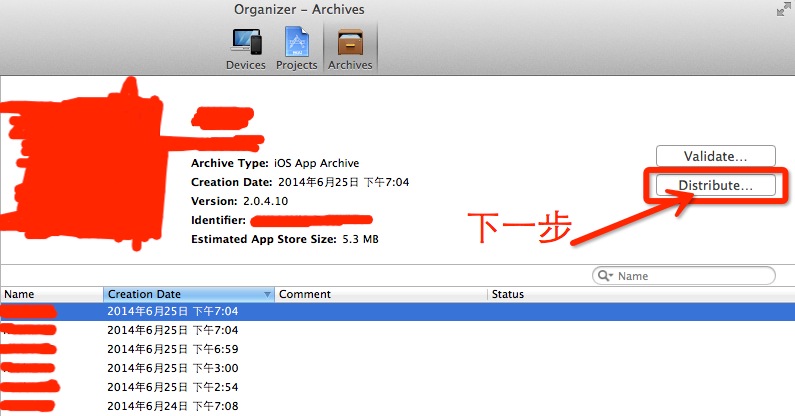 Organizer – Archives
Devices
Projects
Archives
Archive Type: iOS App Archive
Creation Date: 2014年6月25日 下午7:04
Version: 2.0.4.10
Identifier:
Estimated App Store Size: 5.3 MB
Validate...
Distribute...
下一步
Name
Name Creation Date Comment Status
2014年6月25日 下午7:04
2014年6月25日 下午7:04
2014年6月25日 下午6:59
2014年6月25日 下午3:00
2014年6月25日 下午2:54
2014年6月24日 下午7:08